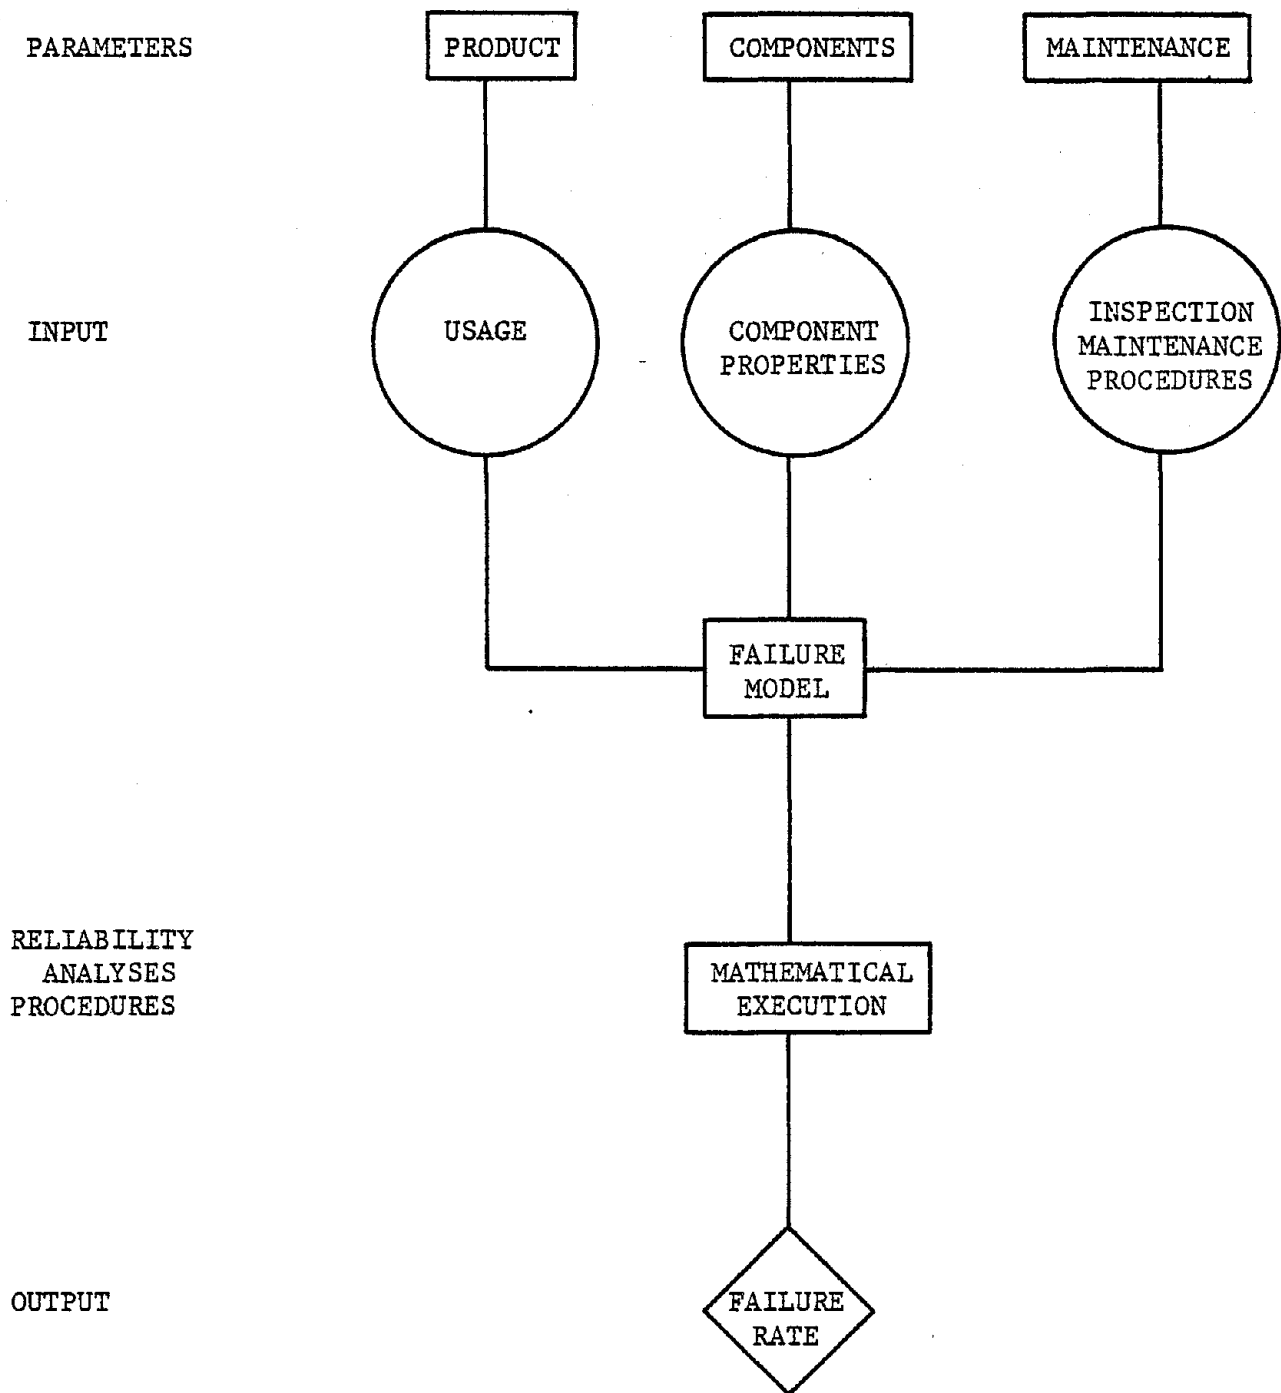 PARAMETERS
PRODUCT
COMPONENTS
MAINTENANCE
INPUT
USAGE
COMPONENT
PROPERTIES
INSPECTION
MAINTENANCE
PROCEDURES
FAILURE
MODEL
RELIABILITY
ANALYSES
PROCEDURES
MATHEMATICAL
EXECUTION
OUTPUT
FAILURE
RATE